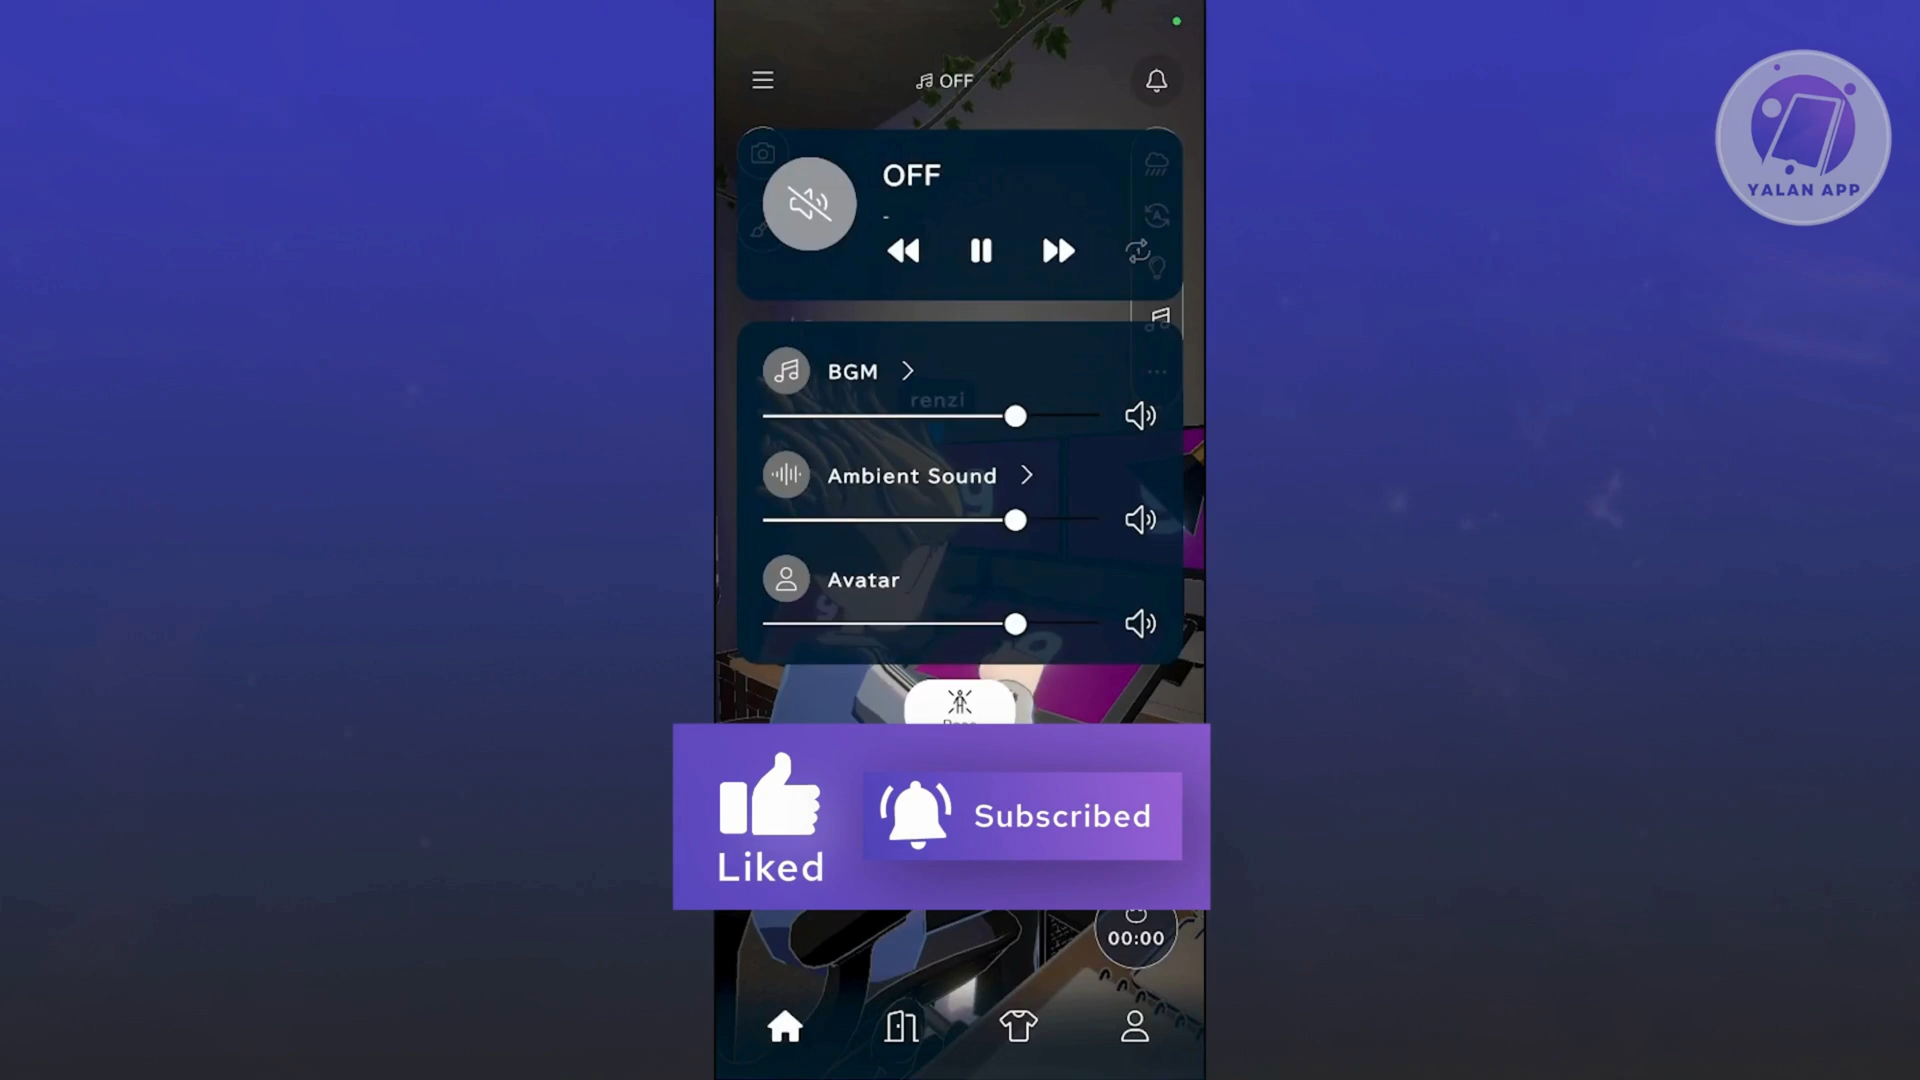 OFF
YALAN APP
OFF
-
BGM
renzi
Ambient Sound
Avatar
Liked
Subscribed
00:00